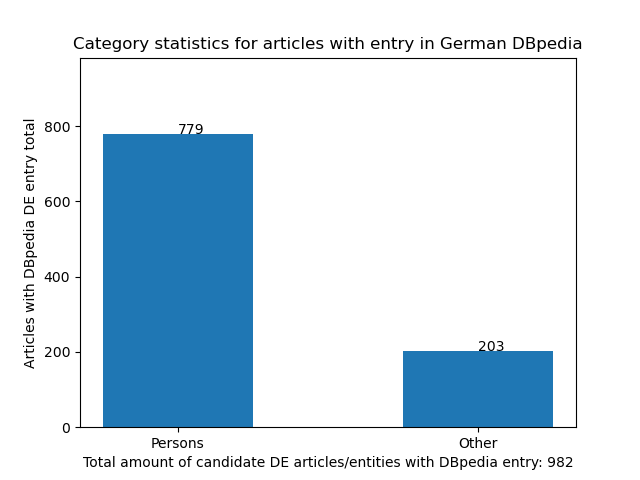 Category statistics for articles with entry in German DBpedia
Articles with DBpedia DE entry total
800
600
400
200
0
779
203
Persons
Other
Total amount of candidate DE articles/entities with DBpedia entry: 982